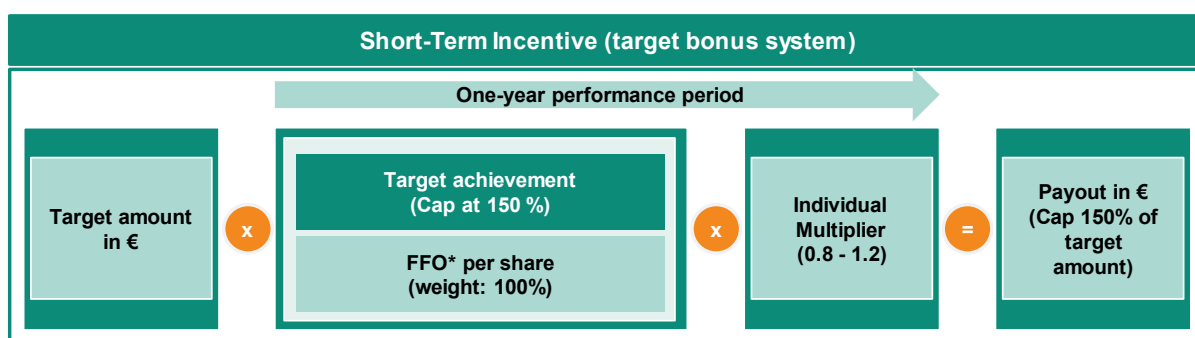 Short-Term Incentive (target bonus system)
One-year performance period
Target amount
in €
x
Target achievement
(Cap at 150 %)
FFO* per share
(weight: 100%)
x
Individual
Multiplier
(0.8 - 1.2)
=
Payout in €
(Cap 150% of
target
amount)